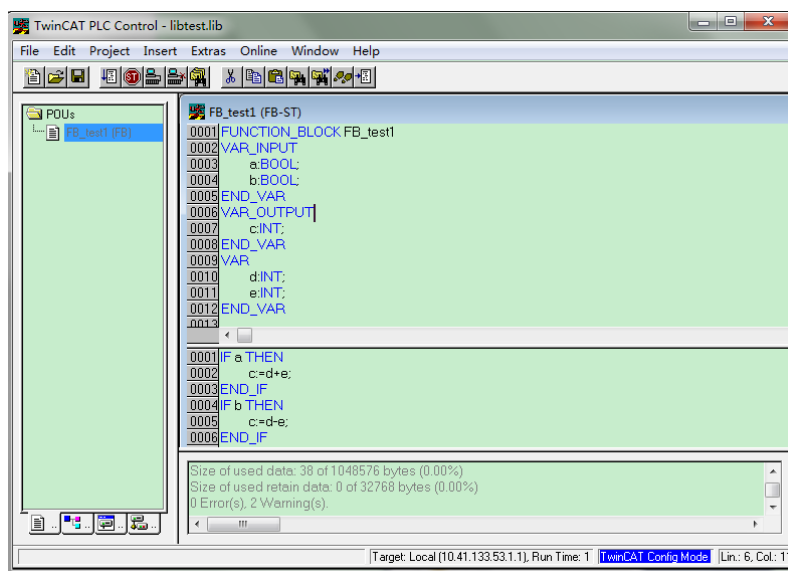 TwinCAT PLC Control - libtest.lib
File Edit Project Insert Extras Online Window Help
POUs
FB_test1 (FB)
FB_test1 (FB-ST)
0001 FUNCTION_BLOCK FB_test1
0002 VAR_INPUT
0003 a:BOOL;
0004 b:BOOL;
0005 END_VAR
0006 VAR_OUTPUT
0007 c:INT;
0008 END_VAR
0009 VAR
0010 d:INT;
0011 e:INT;
0012 END_VAR
0013
0001 IF a THEN
0002 c:=d+e;
0003 END_IF
0004 IF b THEN
0005 c:=d-e;
0006 END_IF
Size of used data: 38 of 1048576 bytes (0.00%)
Size of used retain data: 0 of 32768 bytes (0.00%)
0 Error(s), 2 Warning(s).
Target: Local (10.41.133.53.1.1), Run Time: 1 TwinCAT Config Mode Lin.: 6, Col.: 1